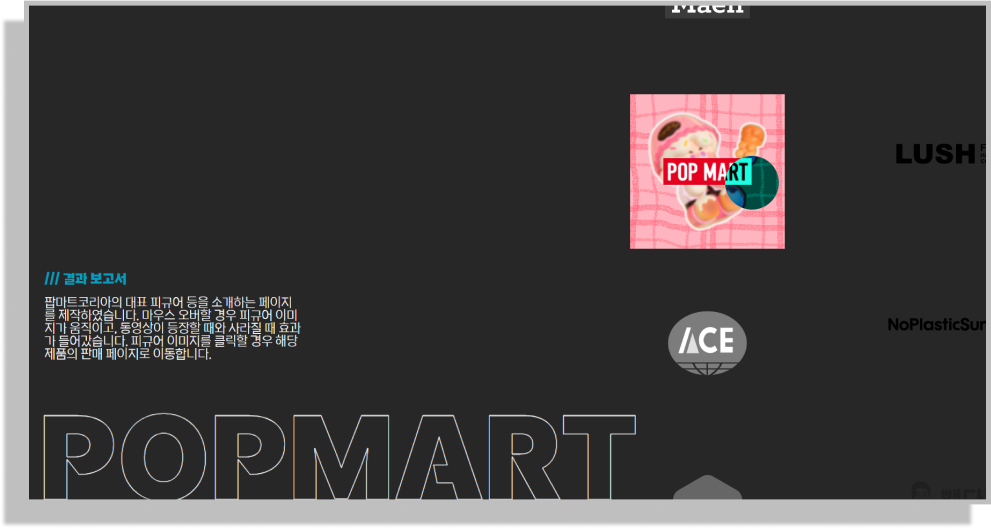 Maeil
POP MART
LUSH
/// 결과 보고서
팝마트코리아의 대표 피규어 등을 소개하는 페이지
를 제작하였습니다. 마우스 오버할 경우 피규어 이미
지가 움직이고, 동영상이 등장할 때와 사라질 때 효과
가 들어갔습니다. 피규어 이미지를 클릭할 경우 해당
제품의 판매 페이지로 이동합니다.
ACE
NoPlasticSun
POPMART